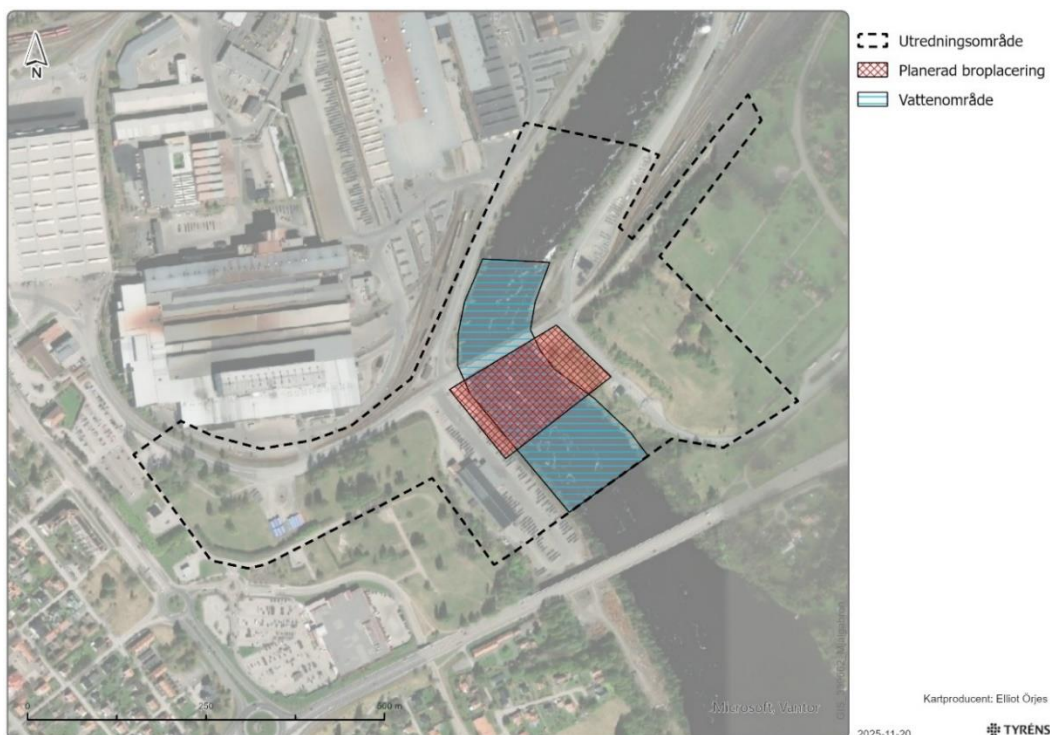 N
Utredningsområde
Planerad broplacering
Vattenområde
0 250 500 m
Microsoft, Vantor
Kartproducent: Elliot Örjes
2025-11-20
TYRÉNS